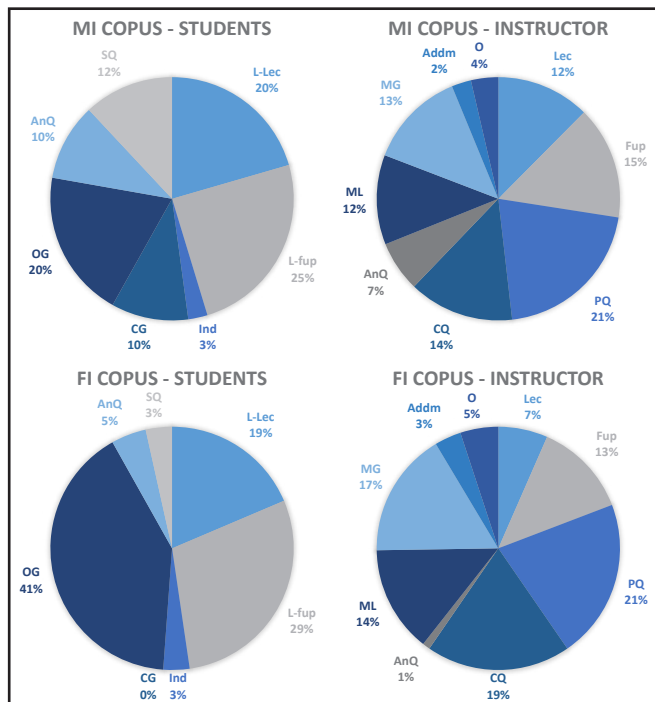 MI COPUS - STUDENTS
SQ
12%
L-Lec
20%
AnQ
10%
OG
20%
L-fup
25%
CG
10%
Ind
3%
MI COPUS - INSTRUCTOR
Addm
2%
O
4%
Lec
12%
MG
13%
Fup
15%
ML
12%
AnQ
7%
PQ
21%
CQ
14%
FI COPUS - STUDENTS
AnQ
5%
SQ
3%
L-Lec
19%
OG
41%
L-fup
29%
CG
0%
Ind
3%
FI COPUS - INSTRUCTOR
Addm
3%
O
5%
Lec
7%
Fup
13%
MG
17%
PQ
21%
ML
14%
AnQ
1%
CQ
19%